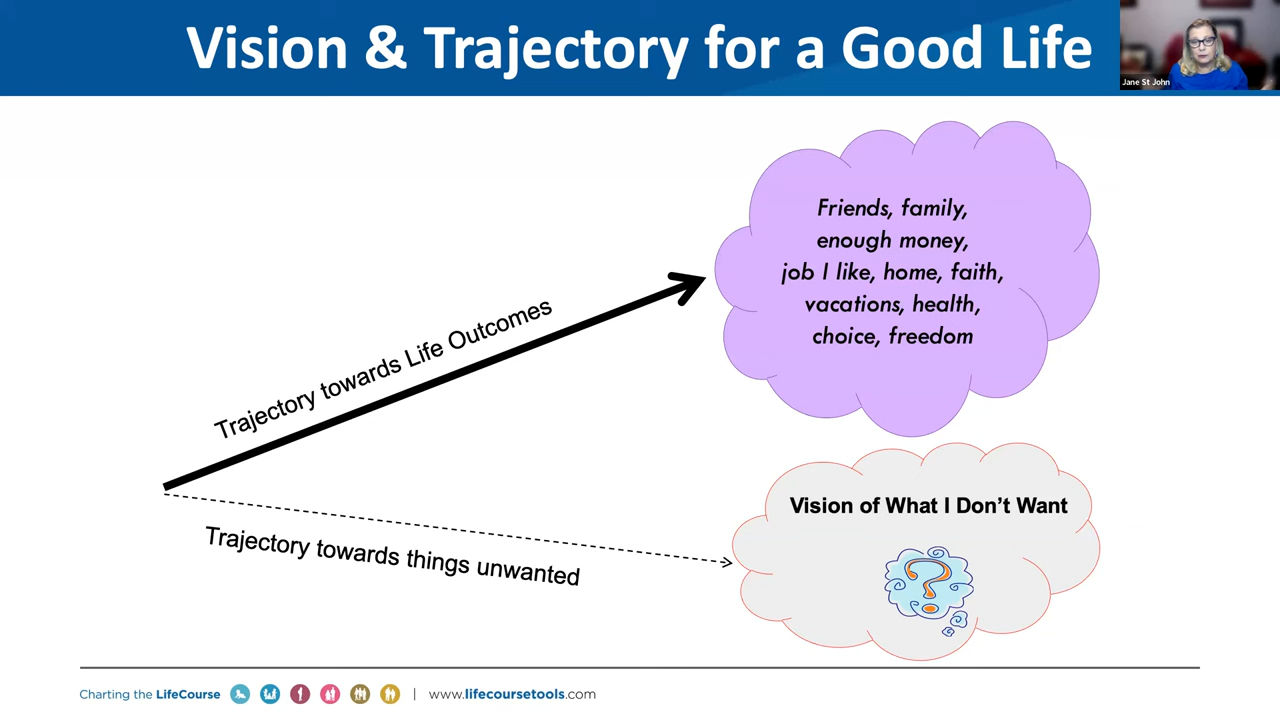 Vision & Trajectory for a Good Life
Jane St John
Friends, family,
enough money,
job I like, home, faith,
vacations, health,
choice, freedom
Trajectory towards Life Outcomes
Vision of What I Don’t Want
?
Trajectory towards things unwanted
Charting the LifeCourse | www.lifecoursetools.com